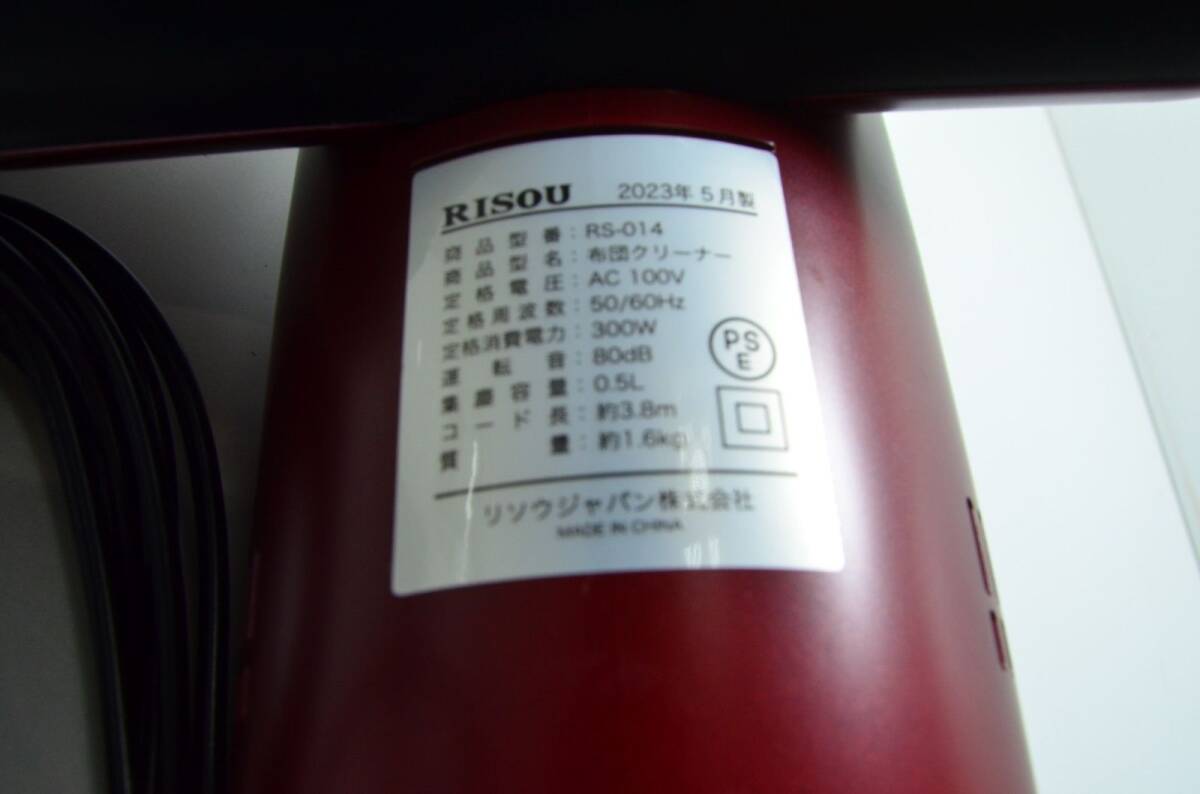 RISOU 2023年5月製
商品型番：RS-014
商品型名：布団クリーナー
定格電圧：AC 100V
定格周波数：50/60Hz
定格消費電力：300W
運転音：80dB
集塵容量：0.5L
コード長：約3.8m
質量：約1.6kg
PSE
リソウジャパン株式会社
MADE IN CHINA